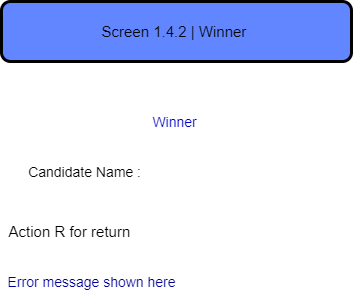 Screen 1.4.2 | Winner
Winner
Candidate Name :
Action R for return
Error message shown here